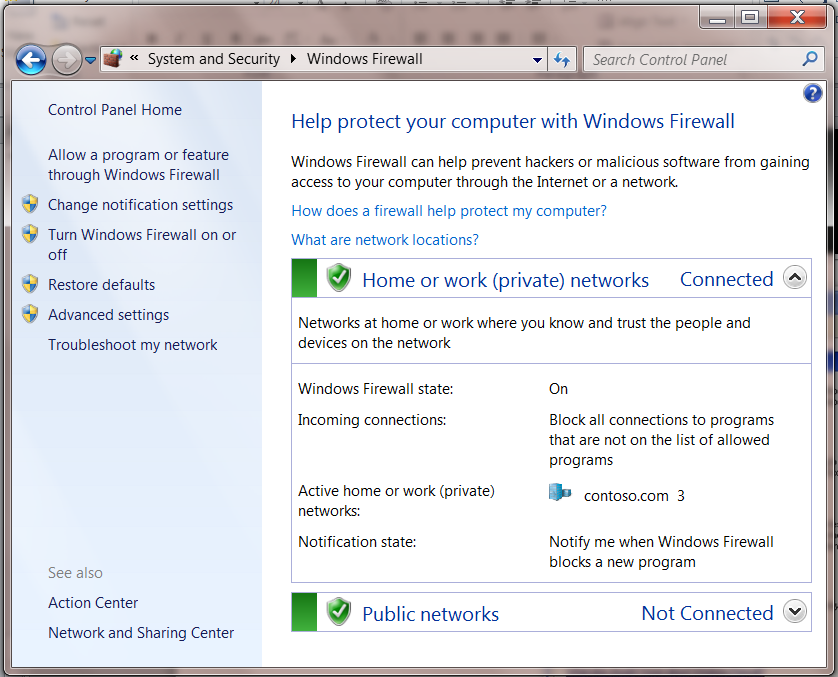 « System and Security ▸ Windows Firewall
Search Control Panel
Control Panel Home
Allow a program or feature
through Windows Firewall
Change notification settings
Turn Windows Firewall on or
off
Restore defaults
Advanced settings
Troubleshoot my network
See also
Action Center
Network and Sharing Center
?
Help protect your computer with Windows Firewall
Windows Firewall can help prevent hackers or malicious software from gaining
access to your computer through the Internet or a network.
How does a firewall help protect my computer?
What are network locations?
Home or work (private) networks Connected
Networks at home or work where you know and trust the people and
devices on the network
Windows Firewall state: On
Incoming connections: Block all connections to programs
that are not on the list of allowed
programs
Active home or work (private) contoso.com 3
networks:
Notification state: Notify me when Windows Firewall
blocks a new program
Public networks Not Connected